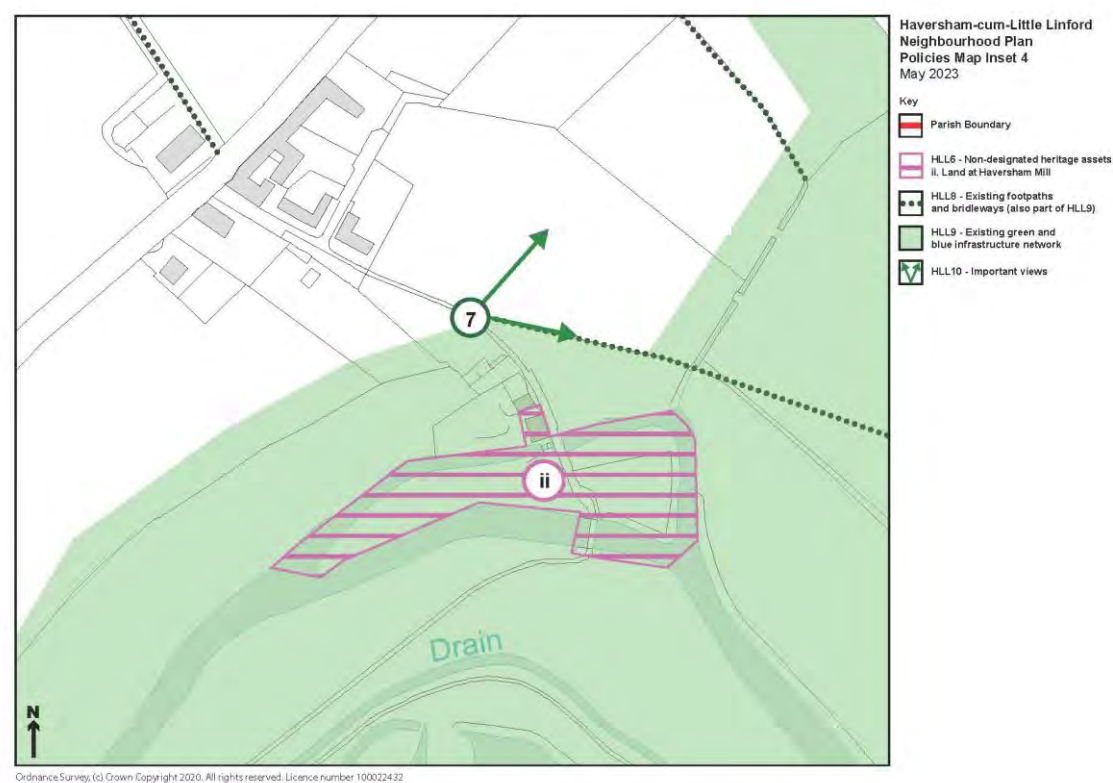 Haversham-cum-Little Linford
Neighbourhood Plan
Policies Map Inset 4
May 2023
Key
Parish Boundary
HLL6 - Non-designated heritage assets
ii. Land at Haversham Mill
HLL8 - Existing footpaths
and bridleways (also part of HLL9)
HLL9 - Existing green and
blue infrastructure network
HLL10 - Important views
7
ii
Drain
N
Ordnance Survey, (c) Crown Copyright 2020. All rights reserved. Licence number 100022432